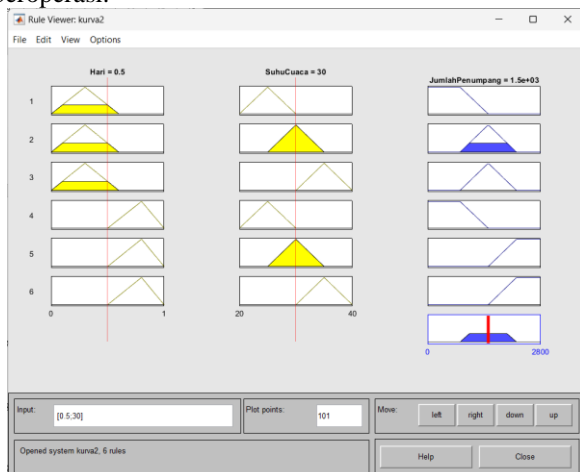 beroperasi.
Rule Viewer: kurva2
File Edit View Options
Hari = 0.5
SuhuCuaca = 30
JumlahPenumpang = 1.5e+03
1
2
3
4
5
6
0 1
20 40
0 2800
Input: [0.5;30]
Plot points: 101
Move: left right down up
Opened system kurva2, 6 rules
Help Close